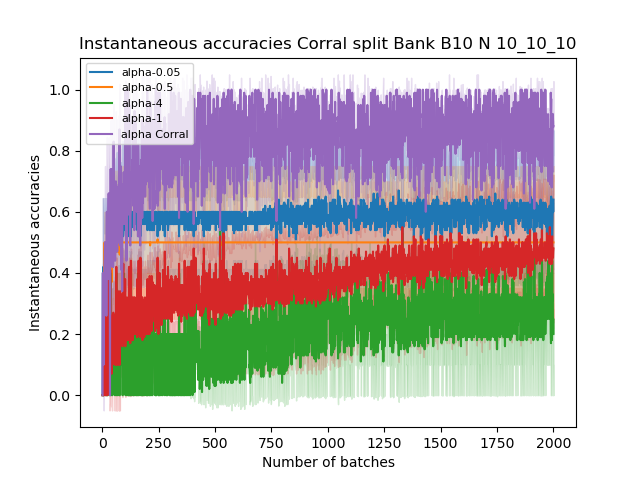 Instantaneous accuracies Corral split Bank B10 N 10_10_10
alpha-0.05
alpha-0.5
alpha-4
alpha-1
alpha Corral
Instantaneous accuracies
1.0
0.8
0.6
0.4
0.2
0.0
0 250 500 750 1000 1250 1500 1750 2000
Number of batches